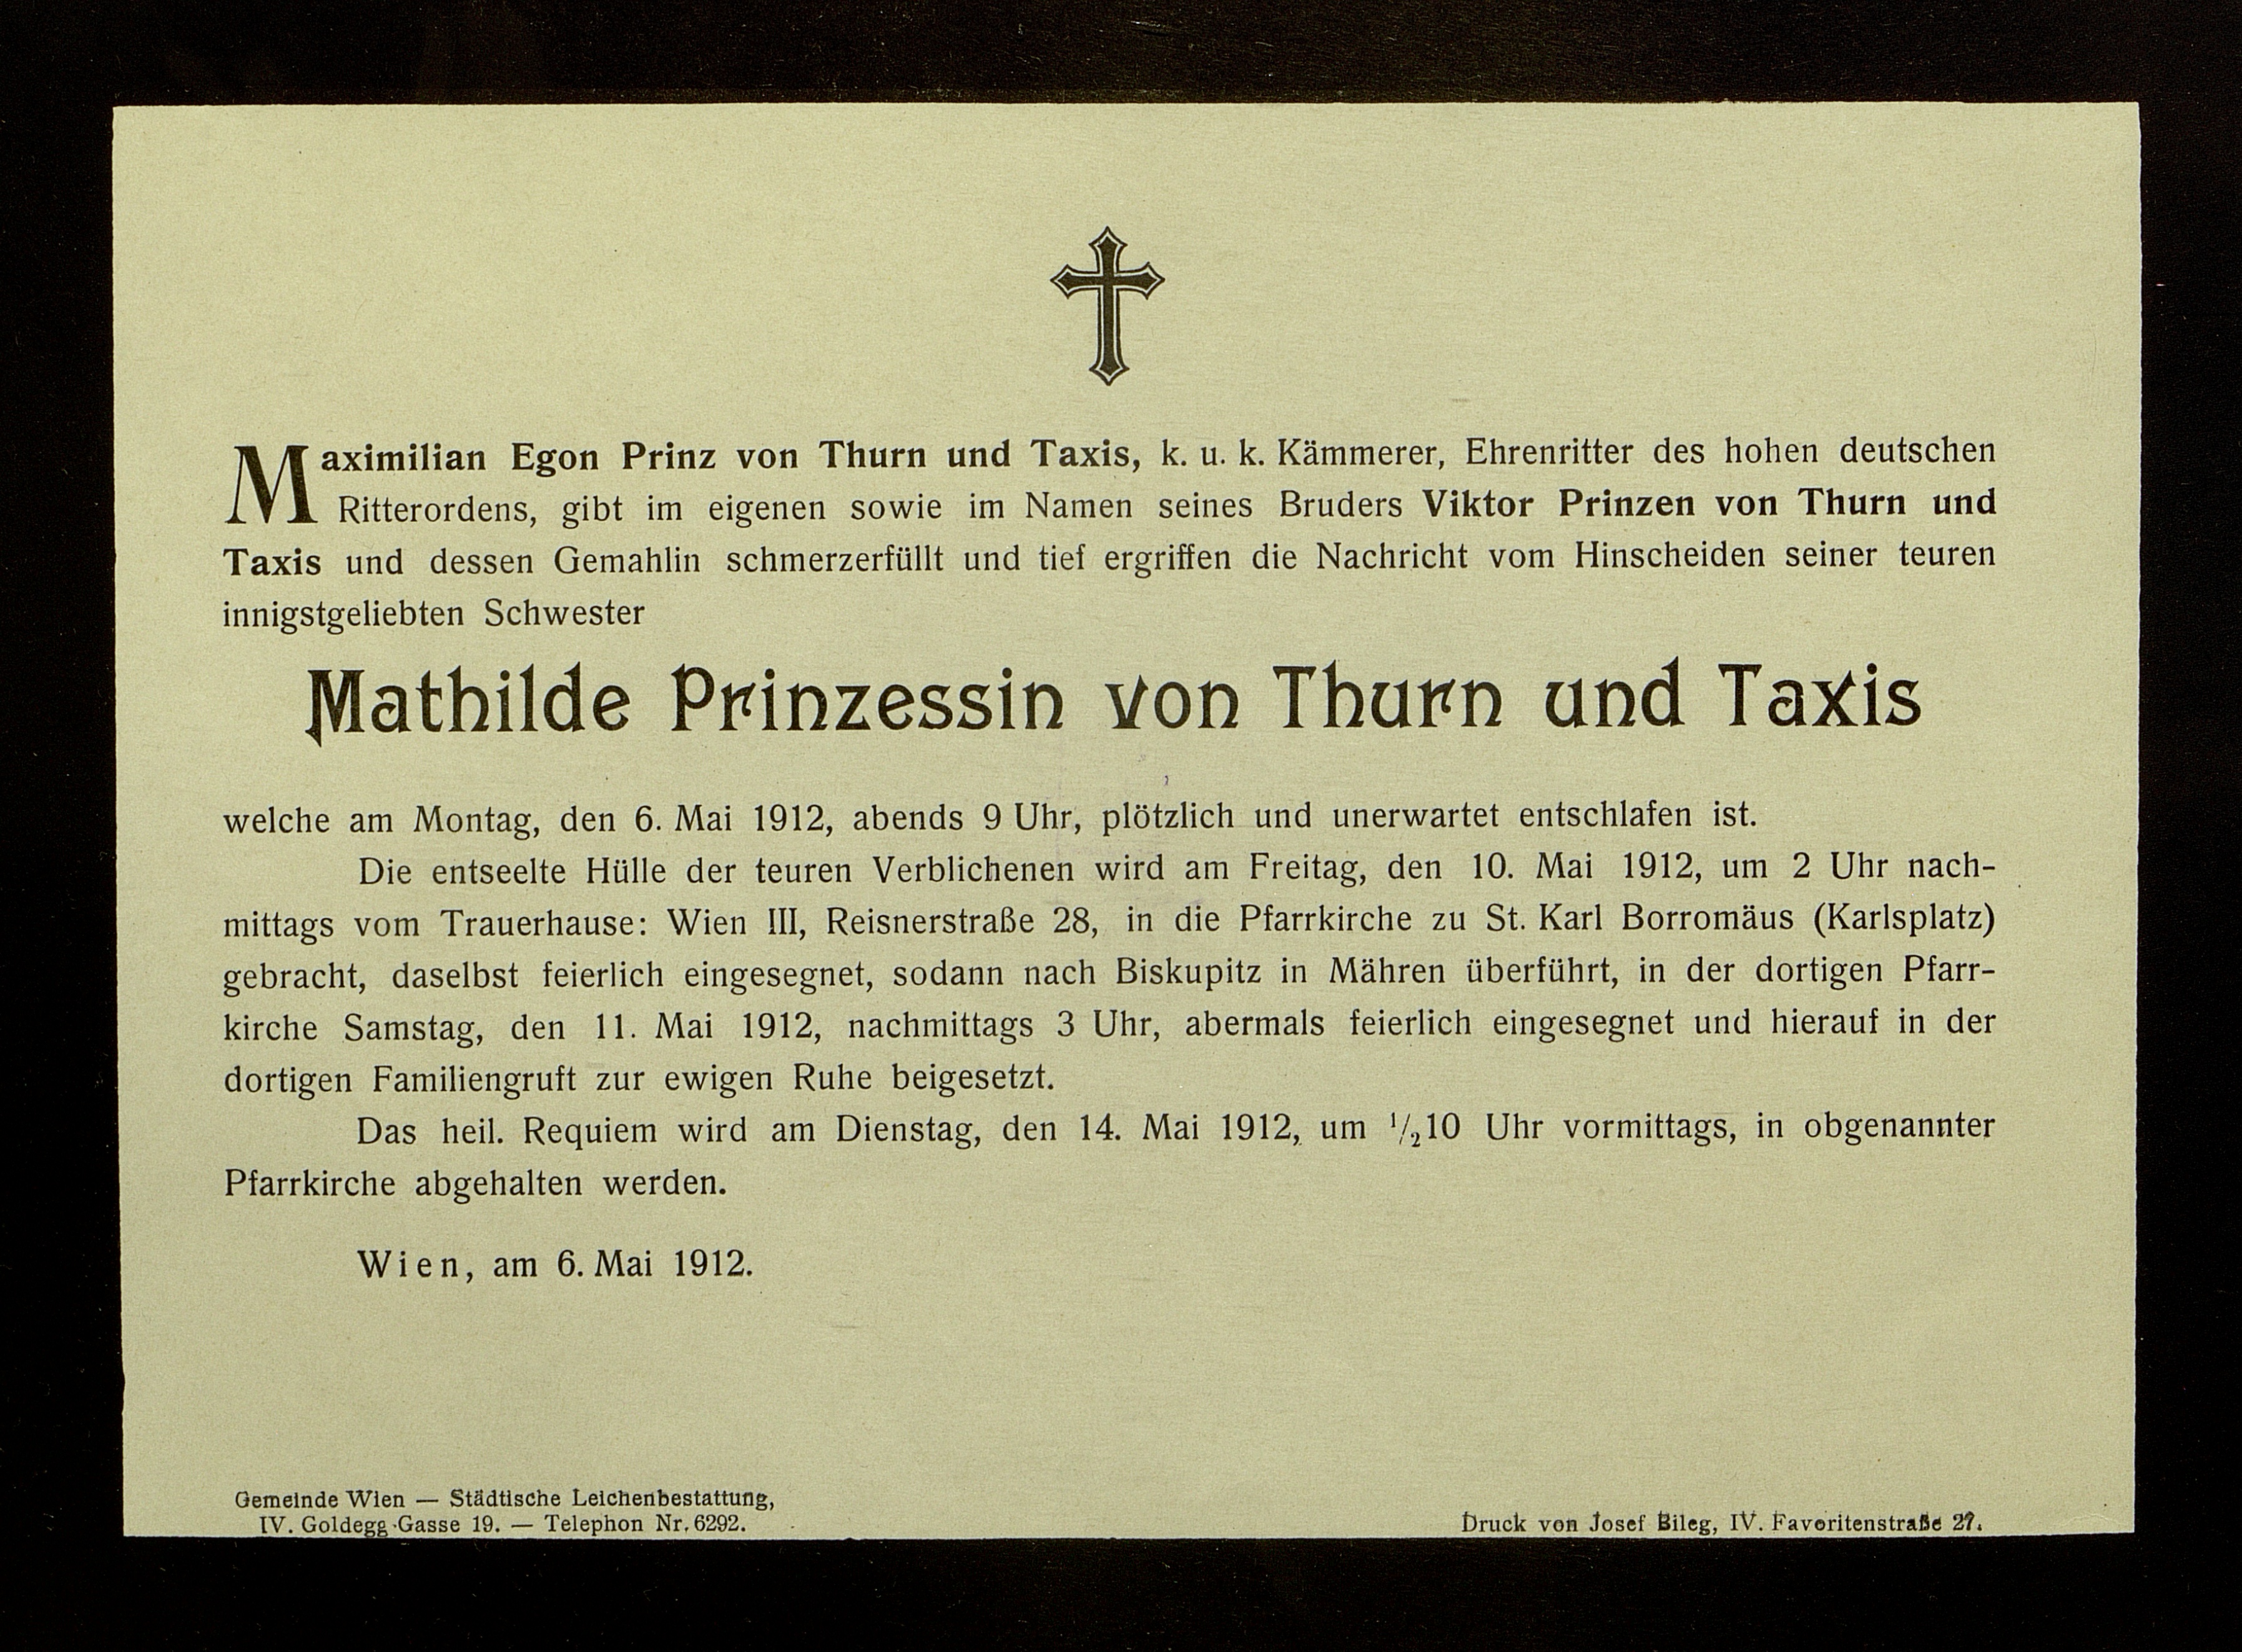 Maximilian Egon Prinz von Thurn und Taxis, k. u. k. Kämmerer, Ehrenritter des hohen deutschen
Ritterordens, gibt im eigenen sowie im Namen seines Bruders Viktor Prinzen von Thurn und
Taxis und dessen Gemahlin schmerzerfüllt und tief ergriffen die Nachricht vom Hinscheiden seiner teuren
innigstgeliebten Schwester
Mathilde Prinzessin von Thurn und Taxis
welche am Montag, den 6. Mai 1912, abends 9 Uhr, plötzlich und unerwartet entschlafen ist.
Die entseelte Hülle der teuren Verblichenen wird am Freitag, den 10. Mai 1912, um 2 Uhr nach-
mittags vom Trauerhause: Wien III, Reisnerstraße 28, in die Pfarrkirche zu St. Karl Borromäus (Karlsplatz)
gebracht, daselbst feierlich eingesegnet, sodann nach Biskupitz in Mähren überführt, in der dortigen Pfarr-
kirche Samstag, den 11. Mai 1912, nachmittags 3 Uhr, abermals feierlich eingesegnet und hierauf in der
dortigen Familiengruft zur ewigen Ruhe beigesetzt.
Das heil. Requiem wird am Dienstag, den 14. Mai 1912, um 1/2 10 Uhr vormittags, in obgenannter
Pfarrkirche abgehalten werden.
Wien, am 6. Mai 1912.
Gemeinde Wien — Städtische Leichenbestattung,
IV. Goldegg-Gasse 19. — Telephon Nr. 6292.
Druck von Josef Bileg, IV. Favoritenstraße 27.